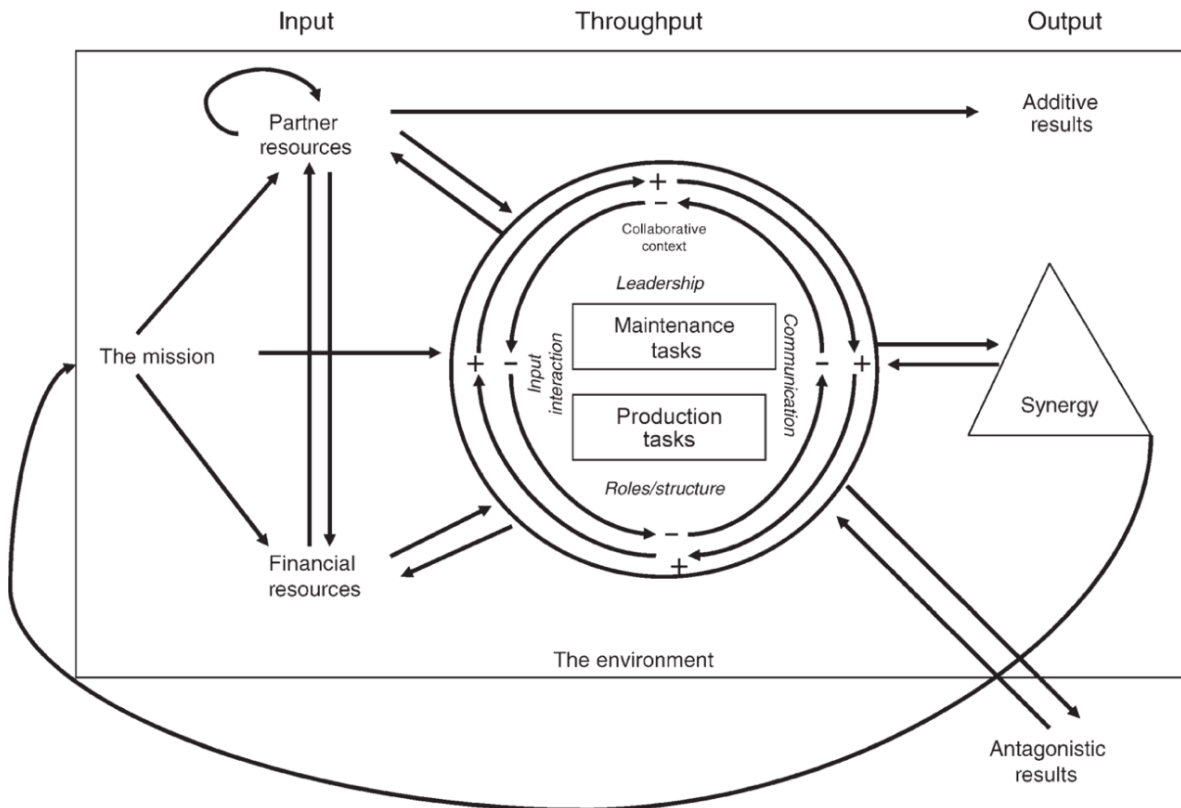 Input
Throughput
Output
Partner
resources
Additive
results
+
−
Collaborative
context
Leadership
Maintenance
tasks
The mission
+
−
Input
interaction
Communication
−
+
Production
tasks
Synergy
Roles/structure
−
+
Financial
resources
The environment
Antagonistic
results